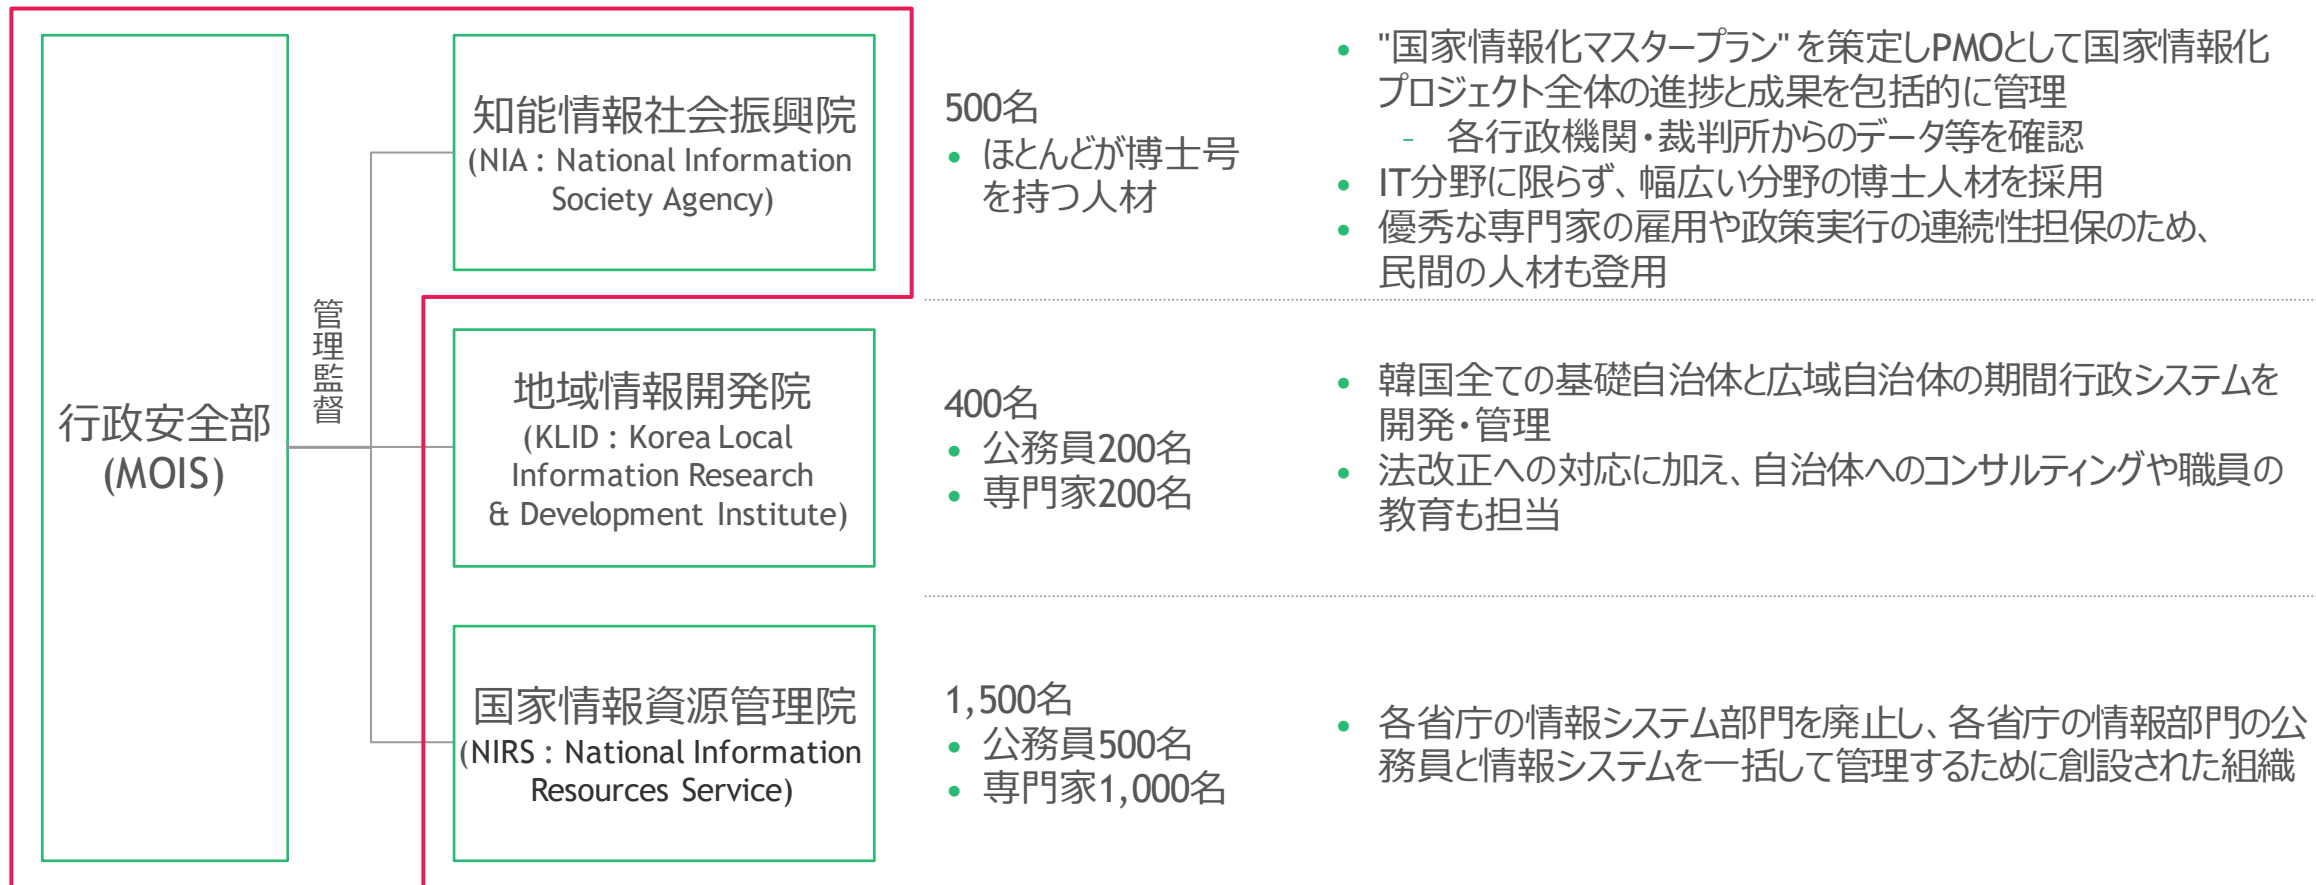 行政安全部
(MOIS)
管理監督
知能情報社会振興院
(NIA : National Information
Society Agency)
500名
• ほとんどが博士号
を持つ人材
• "国家情報化マスタープラン" を策定しPMOとして国家情報化
プロジェクト全体の進捗と成果を包括的に管理
- 各行政機関・裁判所からのデータ等を確認
• IT分野に限らず、幅広い分野の博士人材を採用
• 優秀な専門家の雇用や政策実行の連続性担保のため、
民間の人材も登用
地域情報開発院
(KLID : Korea Local
Information Research
& Development Institute)
400名
• 公務員200名
• 専門家200名
• 韓国全ての基礎自治体と広域自治体の期間行政システムを
開発・管理
• 法改正への対応に加え、自治体へのコンサルティングや職員の
教育も担当
国家情報資源管理院
(NIRS : National Information
Resources Service)
1,500名
• 公務員500名
• 専門家1,000名
• 各省庁の情報システム部門を廃止し、各省庁の情報部門の公
務員と情報システムを一括して管理するために創設された組織